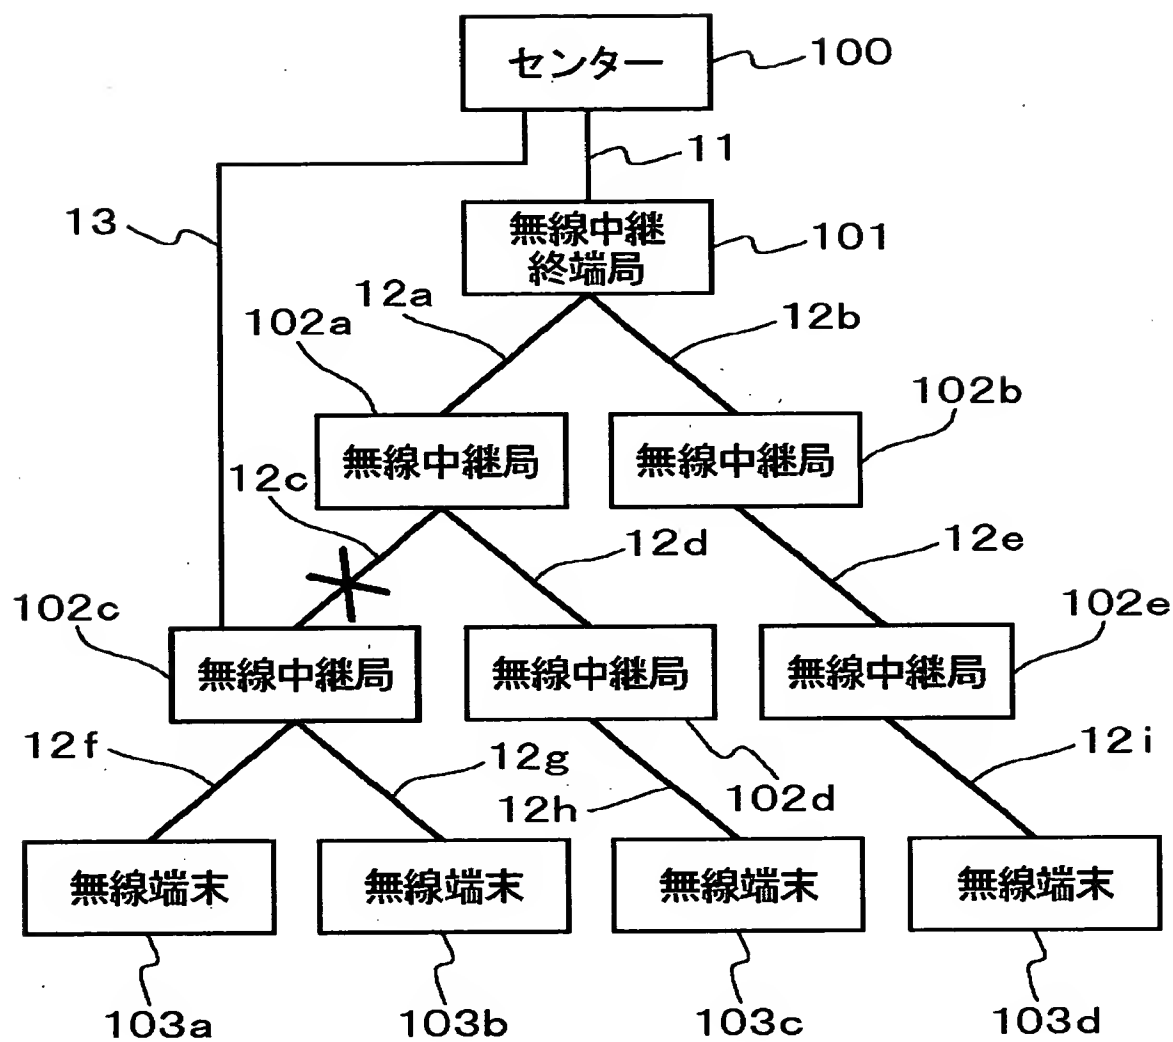 センター
100
11
13
無線中継
終端局
101
12a
12b
102a
102b
無線中継局
無線中継局
12c
12d
12e
102c
102e
無線中継局
無線中継局
無線中継局
12f
12g
12h
102d
12i
無線端末
無線端末
無線端末
無線端末
103a
103b
103c
103d